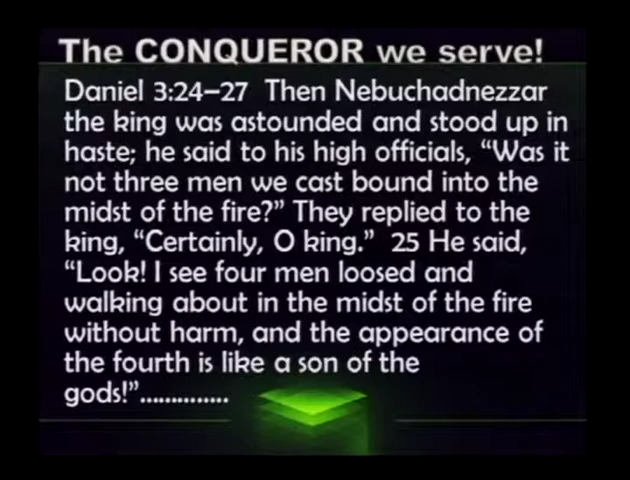 The CONQUEROR we serve!
Daniel 3:24–27  Then Nebuchadnezzar
the king was astounded and stood up in
haste; he said to his high officials, “Was it
not three men we cast bound into the
midst of the fire?” They replied to the
king, “Certainly, O king.”  25 He said,
“Look! I see four men loosed and
walking about in the midst of the fire
without harm, and the appearance of
the fourth is like a son of the
gods!”..............